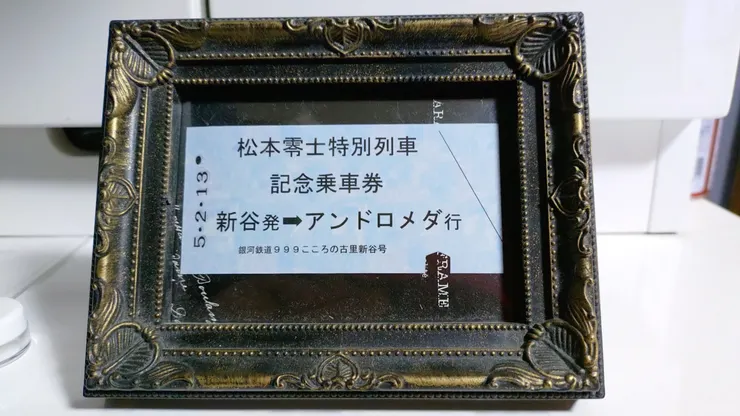 松本零士特別列車
記念乗車券
新谷発➡アンドロメダ行
銀河鉄道９９９こころの古里新谷号
5・2・13●
FRAME